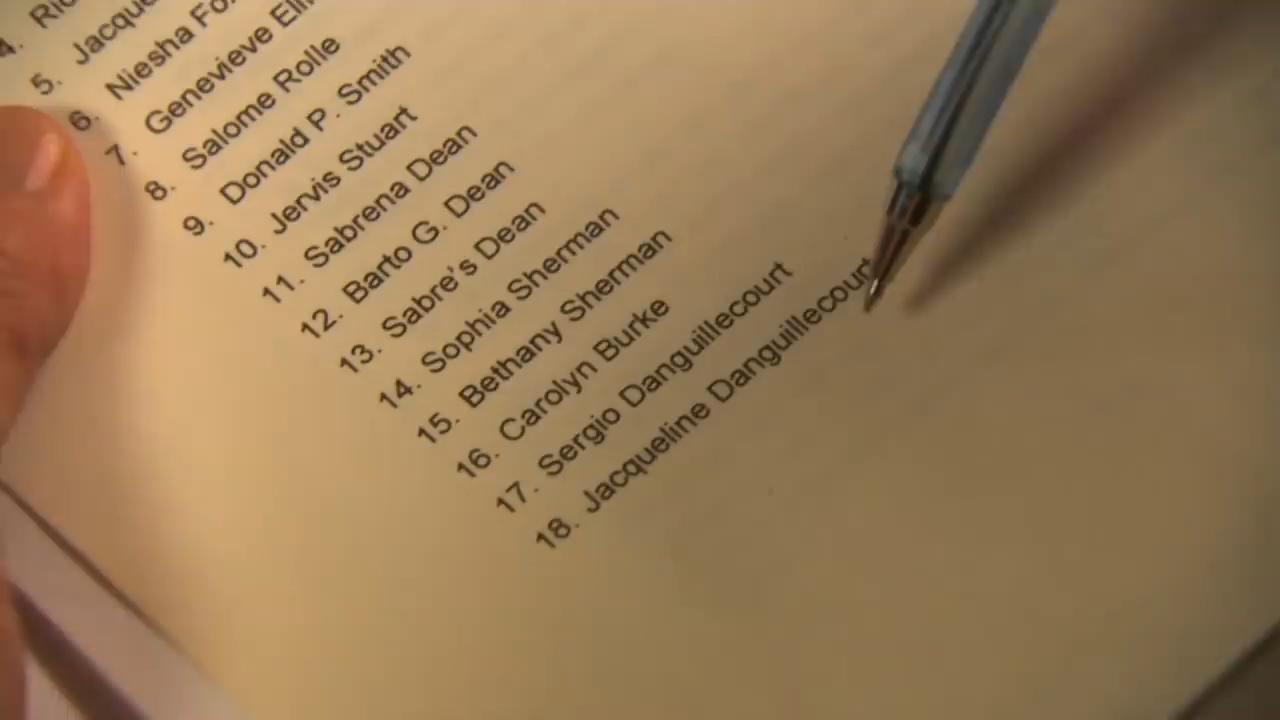 4.
5.
6. Niesha
7. Genevieve
8. Salome Rolle
9. Donald P. Smith
10. Jervis Stuart
11. Sabrena Dean
12. Barto G. Dean
13. Sabre's Dean
14. Sophia Sherman
15. Bethany Sherman
16. Carolyn Burke
17. Sergio Danguillecourt
18. Jacqueline Danguillecourt